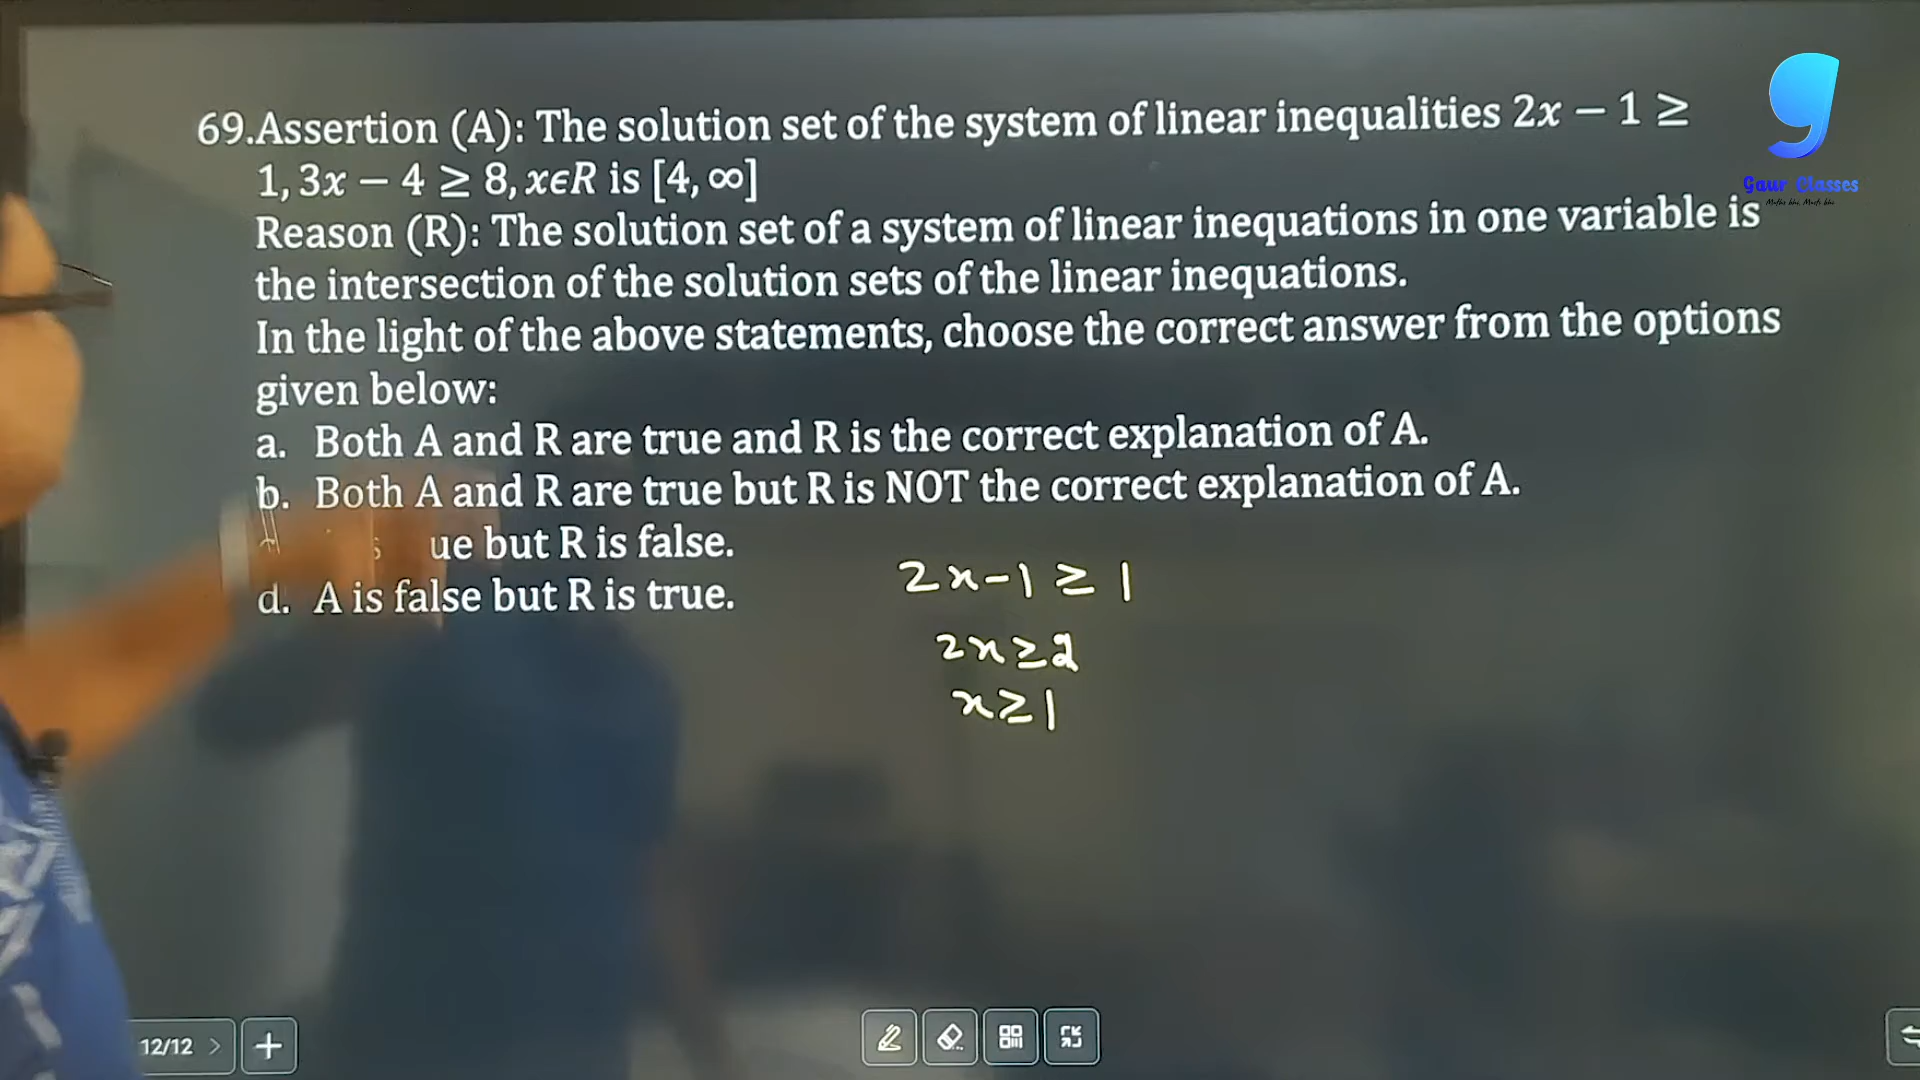 69.Assertion (A): The solution set of the system of linear inequalities 2x − 1 ≥
1, 3x − 4 ≥ 8, xϵR is [4, ∞]
Reason (R): The solution set of a system of linear inequations in one variable is
the intersection of the solution sets of the linear inequations.
In the light of the above statements, choose the correct answer from the options
given below:
a. Both A and R are true and R is the correct explanation of A.
b. Both A and R are true but R is NOT the correct explanation of A.
but R is false.
d. A is false but R is true.
2x-1 ≥ 1
2x≥2
x≥1
Gaur Classes
12/12 >